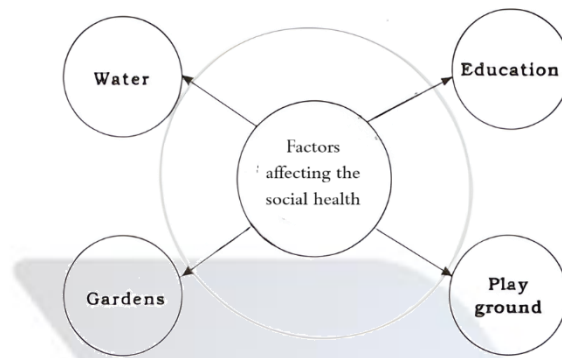 Water
Education
Factors
affecting the
social health
Gardens
Play
ground